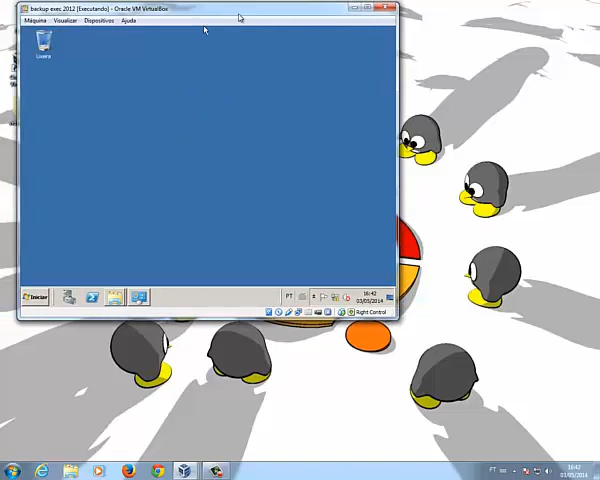 backup exec 2012 [Executando] - Oracle VM VirtualBox
Máquina Visualizar Dispositivos Ajuda
Lixeira
Iniciar
PT
16:42
03/05/2014
Right Control
PT
16:42
03/05/2014